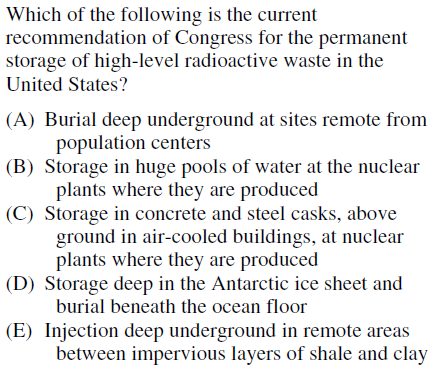 Which of the following is the current
recommendation of Congress for the permanent
storage of high-level radioactive waste in the
United States?
(A) Burial deep underground at sites remote from
population centers
(B) Storage in huge pools of water at the nuclear
plants where they are produced
(C) Storage in concrete and steel casks, above
ground in air-cooled buildings, at nuclear
plants where they are produced
(D) Storage deep in the Antarctic ice sheet and
burial beneath the ocean floor
(E) Injection deep underground in remote areas
between impervious layers of shale and clay